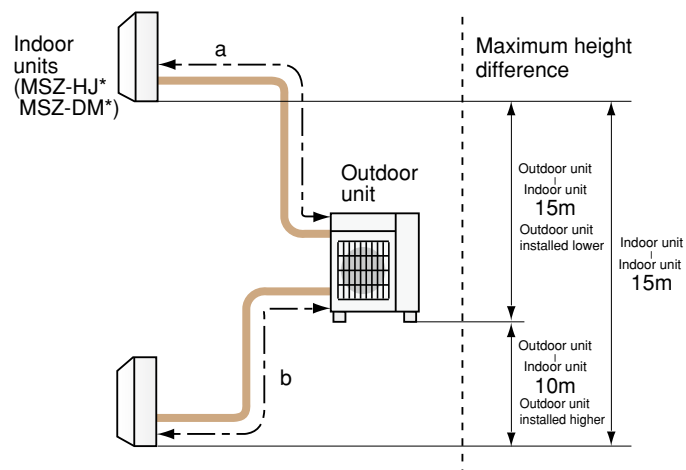 Indoor
units
(MSZ-HJ*
MSZ-DM*)
a
Outdoor
unit
b
Maximum height
difference
Outdoor unit
Indoor unit
15m
Outdoor unit
installed lower
Indoor unit
Indoor unit
15m
Outdoor unit
Indoor unit
10m
Outdoor unit
installed higher